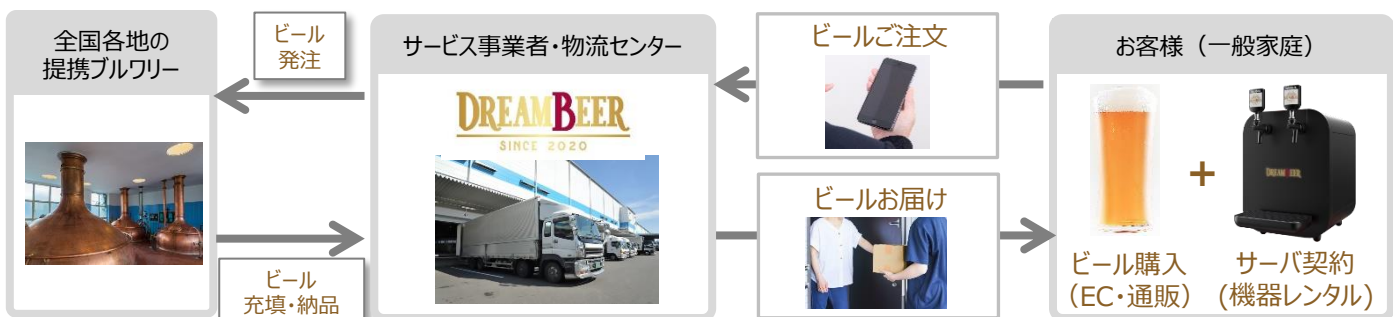 全国各地の
提携ブルワリー
ビール
発注
サービス事業者・物流センター
DREAMBEER
SINCE 2020
ビール
充填・納品
ビールご注文
ビールお届け
お客様（一般家庭）
DREAMBEER
+
ビール購入
（EC・通販）
サーバ契約
(機器レンタル)